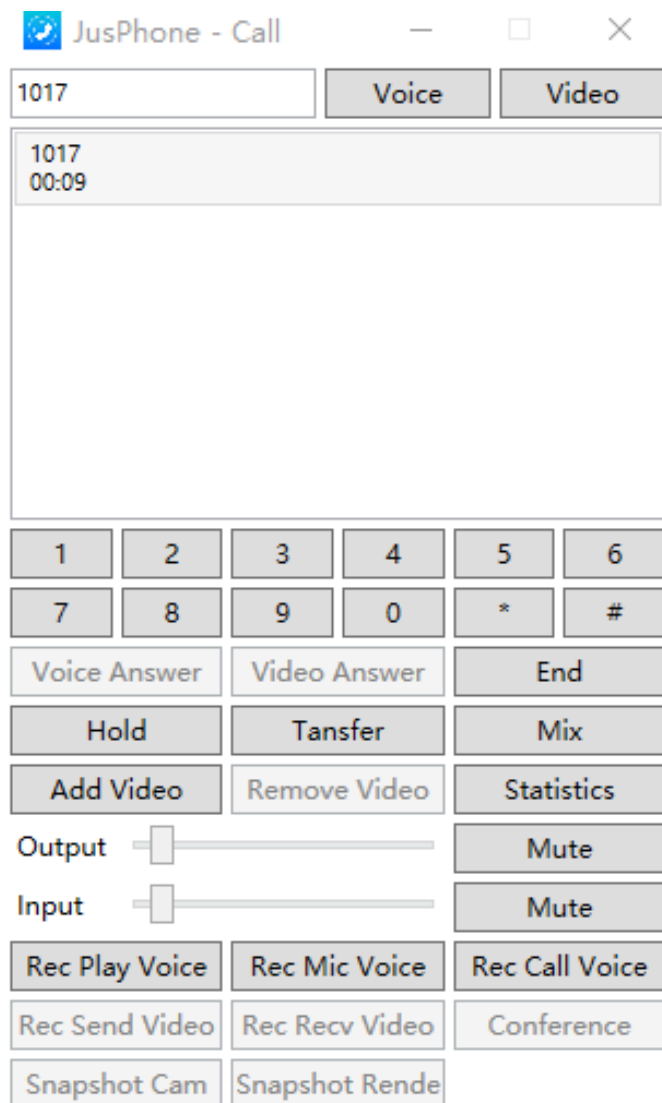 JusPhone - Call
1017 Voice Video
1017
00:09
1 2 3 4 5 6
7 8 9 0 * #
Voice Answer Video Answer End
Hold Tansfer Mix
Add Video Remove Video Statistics
Output Mute
Input Mute
Rec Play Voice Rec Mic Voice Rec Call Voice
Rec Send Video Rec Recv Video Conference
Snapshot Cam Snapshot Rende